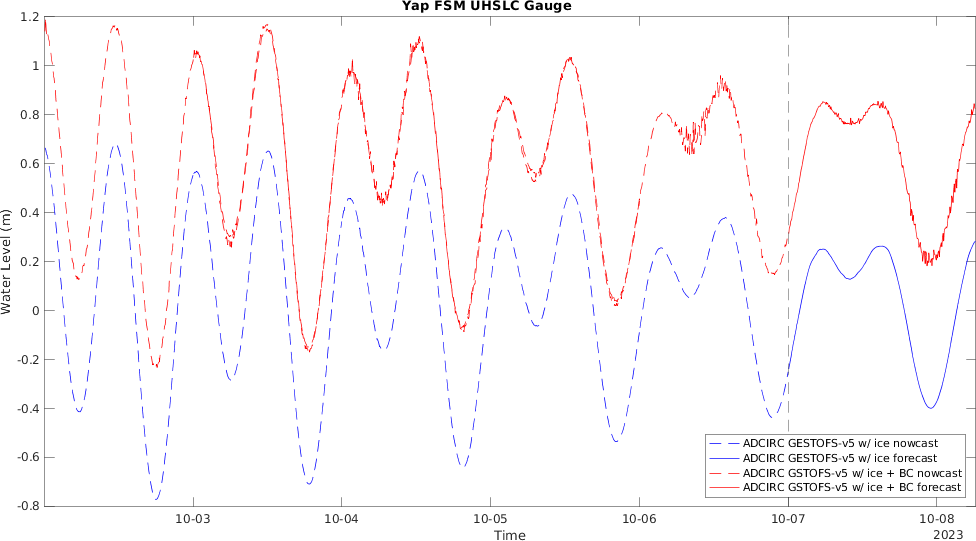 Yap FSM UHSLC Gauge
1.2
1
0.8
0.6
0.4
0.2
0
-0.2
-0.4
-0.6
-0.8
Water Level (m)
ADCIRC GESTOFS-v5 w/ ice nowcast
ADCIRC GESTOFS-v5 w/ ice forecast
ADCIRC GSTOFS-v5 w/ ice + BC nowcast
ADCIRC GSTOFS-v5 w/ ice + BC forecast
10-03 10-04 10-05 10-06 10-07 10-08
Time
2023